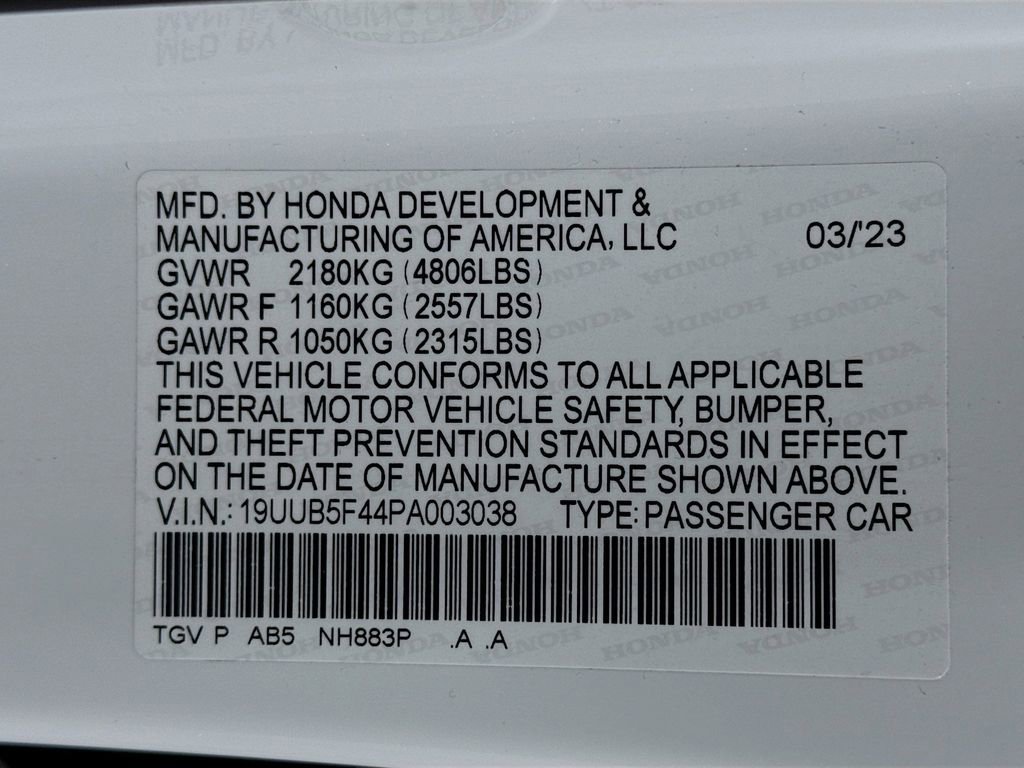 MFD. BY HONDA DEVELOPMENT &
MANUFACTURING OF AMERICA, LLC 03/'23
GVWR 2180KG (4806LBS)
GAWR F 1160KG (2557LBS)
GAWR R 1050KG (2315LBS)
THIS VEHICLE CONFORMS TO ALL APPLICABLE
FEDERAL MOTOR VEHICLE SAFETY, BUMPER,
AND THEFT PREVENTION STANDARDS IN EFFECT
ON THE DATE OF MANUFACTURE SHOWN ABOVE.
V.I.N.: 19UUB5F44PA003038 TYPE: PASSENGER CAR
TGV P AB5 NH883P .A .A